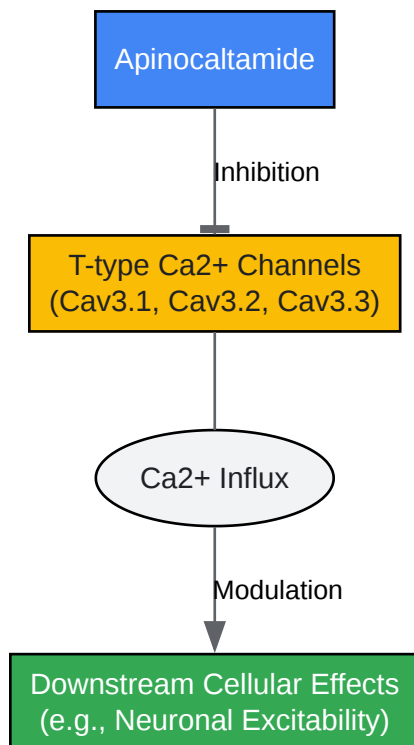 Apinocaltamide
Inhibition
T-type Ca2+ Channels
(Cav3.1, Cav3.2, Cav3.3)
Ca2+ Influx
Modulation
Downstream Cellular Effects
(e.g., Neuronal Excitability)